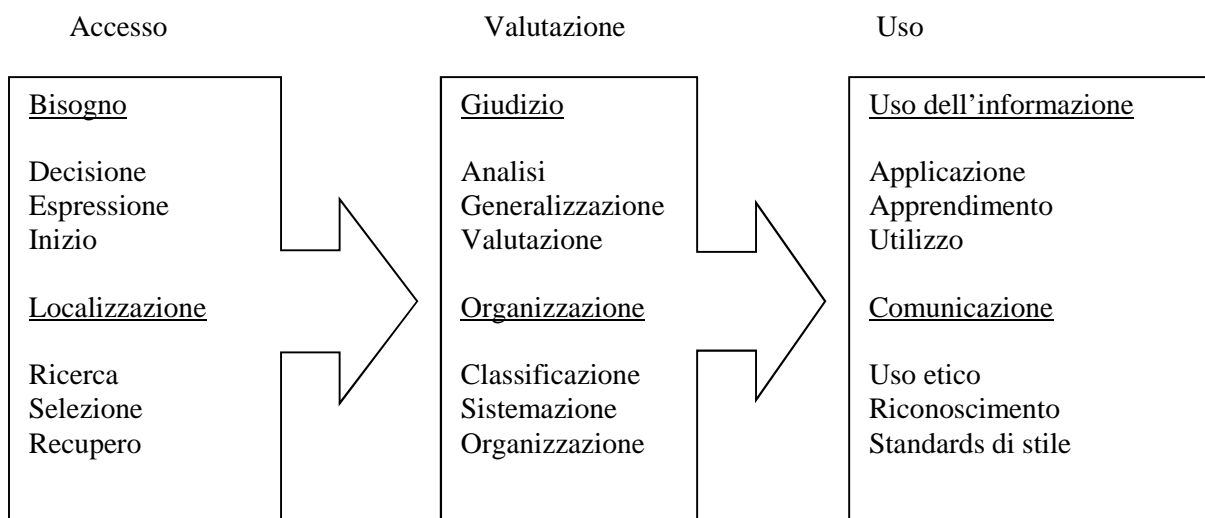 Accesso
Valutazione
Uso
Bisogno
Decisione
Espressione
Inizio
Localizzazione
Ricerca
Selezione
Recupero
Giudizio
Analisi
Generalizzazione
Valutazione
Organizzazione
Classificazione
Sistemazione
Organizzazione
Uso dell’informazione
Applicazione
Apprendimento
Utilizzo
Comunicazione
Uso etico
Riconoscimento
Standards di stile